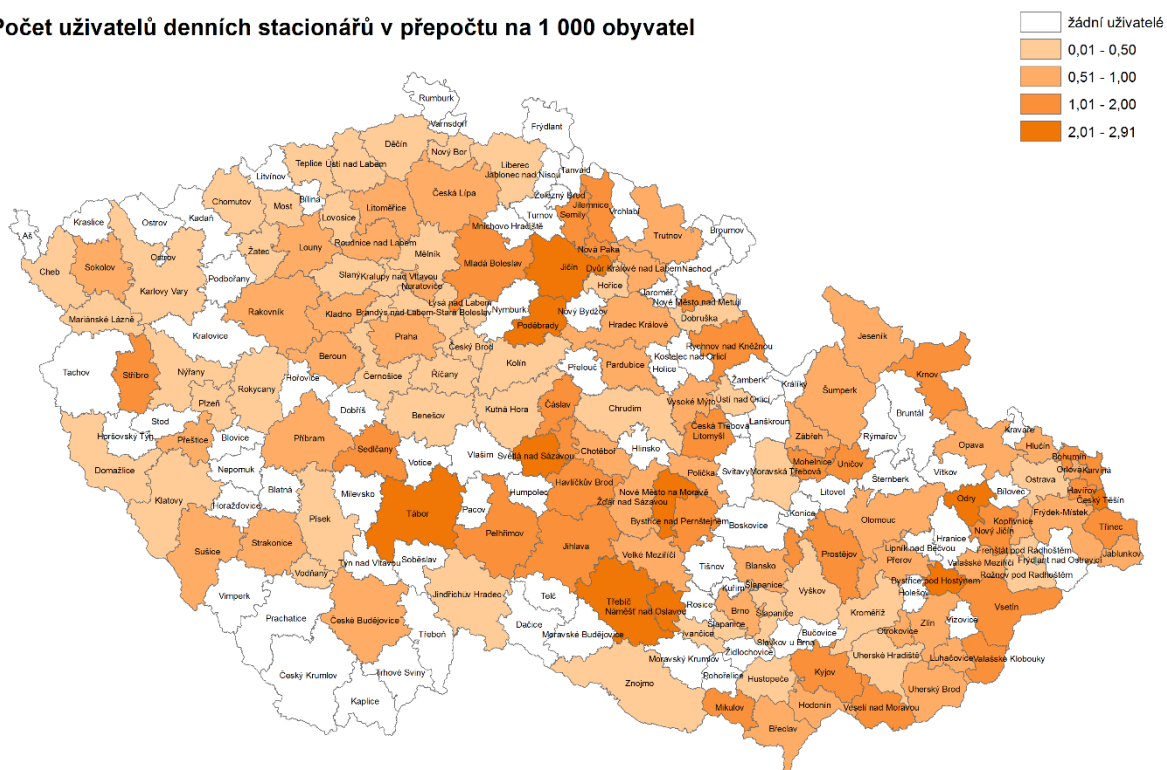 Počet uživatelů denních stacionářů v přepočtu na 1 000 obyvatel
žádní uživatelé
0,01 - 0,50
0,51 - 1,00
1,01 - 2,00
2,01 - 2,91
Rumburk
Varnsdorf
Frýdlant
Děčín
Nový Bor
Teplice
Ústí nad Labem
Liberec
Jablonec nad Nisou
Tanvald
Litvínov
Bílina
Česká Lípa
Železný Brod
Jilemnice
Chomutov
Most
Lovosice
Litoměřice
Turnov
Semily
Vrchlabí
Kraslice
Ostrov
Kadaň
Mnichovo Hradiště
Trutnov
Broumov
Aš
Louny
Roudnice nad Labem
Žatec
Mělník
Nová Paka
Ostrov
Cheb
Sokolov
Mladá Boleslav
Jičín
Dvůr Králové nad Labem
Náchod
Podbořany
Slaný
Kralupy nad Vltavou
Neratovice
Hořice
Jaroměř
Karlovy Vary
Lysá nad Labem
Nymburk
Nový Bydžov
Nové Město nad Metují
Mariánské Lázně
Rakovník
Kladno
Brandýs nad Labem-Stará Boleslav
Poděbrady
Hradec Králové
Dobruška
Kralovice
Praha
Český Brod
Rychnov nad Kněžnou
Jeseník
Beroun
Kolín
Kostelec nad Orlicí
Tachov
Stříbro
Nýřany
Rokycany
Hořovice
Černošice
Říčany
Přelouč
Pardubice
Holice
Krnov
Plzeň
Dobříš
Benešov
Kutná Hora
Čáslav
Chrudim
Vysoké Mýto
Žamberk
Ústí nad Orlicí
Králíky
Šumperk
Stod
Horšovský Týn
Přeštice
Blovice
Příbram
Sedlčany
Česká Třebová
Litomyšl
Lanškroun
Zábřeh
Bruntál
Rýmařov
Opava
Kravaře
Hlučín
Bohumín
Domažlice
Nepomuk
Votice
Vlašim
Světlá nad Sázavou
Chotěboř
Hlinsko
Polička
Svitavy
Moravská Třebová
Mohelnice
Uničov
Vítkov
Orlová
Karviná
Klatovy
Blatná
Horažďovice
Milevsko
Havlíčkův Brod
Žďár nad Sázavou
Nové Město na Moravě
Šternberk
Litovel
Bílovec
Ostrava
Havířov
Český Těšín
Písek
Tábor
Pacov
Humpolec
Bystřice nad Pernštejnem
Boskovice
Konice
Olomouc
Odry
Kopřivnice
Frýdek-Místek
Třinec
Sušice
Strakonice
Pelhřimov
Jihlava
Velké Meziříčí
Prostějov
Hranice
Nový Jičín
Frenštát pod Radhoštěm
Jablunkov
Vodňany
Týn nad Vltavou
Soběslav
Tišnov
Blansko
Lipník nad Bečvou
Přerov
Valašské Meziříčí
Frýdlant nad Ostravicí
Rožnov pod Radhoštěm
Vimperk
Jindřichův Hradec
Telč
Třebíč
Náměšť nad Oslavou
Kuřim
Šlapanice
Vyškov
Bystřice pod Hostýnem
Holešov
Vsetín
Prachatice
České Budějovice
Třeboň
Dačice
Moravské Budějovice
Rosice
Ivančice
Brno
Šlapanice
Šlapanice
Kroměříž
Otrokovice
Zlín
Vizovice
Slavkov u Brna
Bučovice
Židlochovice
Moravský Krumlov
Pohořelice
Uherské Hradiště
Luhačovice
Valašské Klobouky
Český Krumlov
Trhové Sviny
Kaplice
Znojmo
Hustopeče
Kyjov
Uherský Brod
Mikulov
Břeclav
Hodonín
Veselí nad Moravou